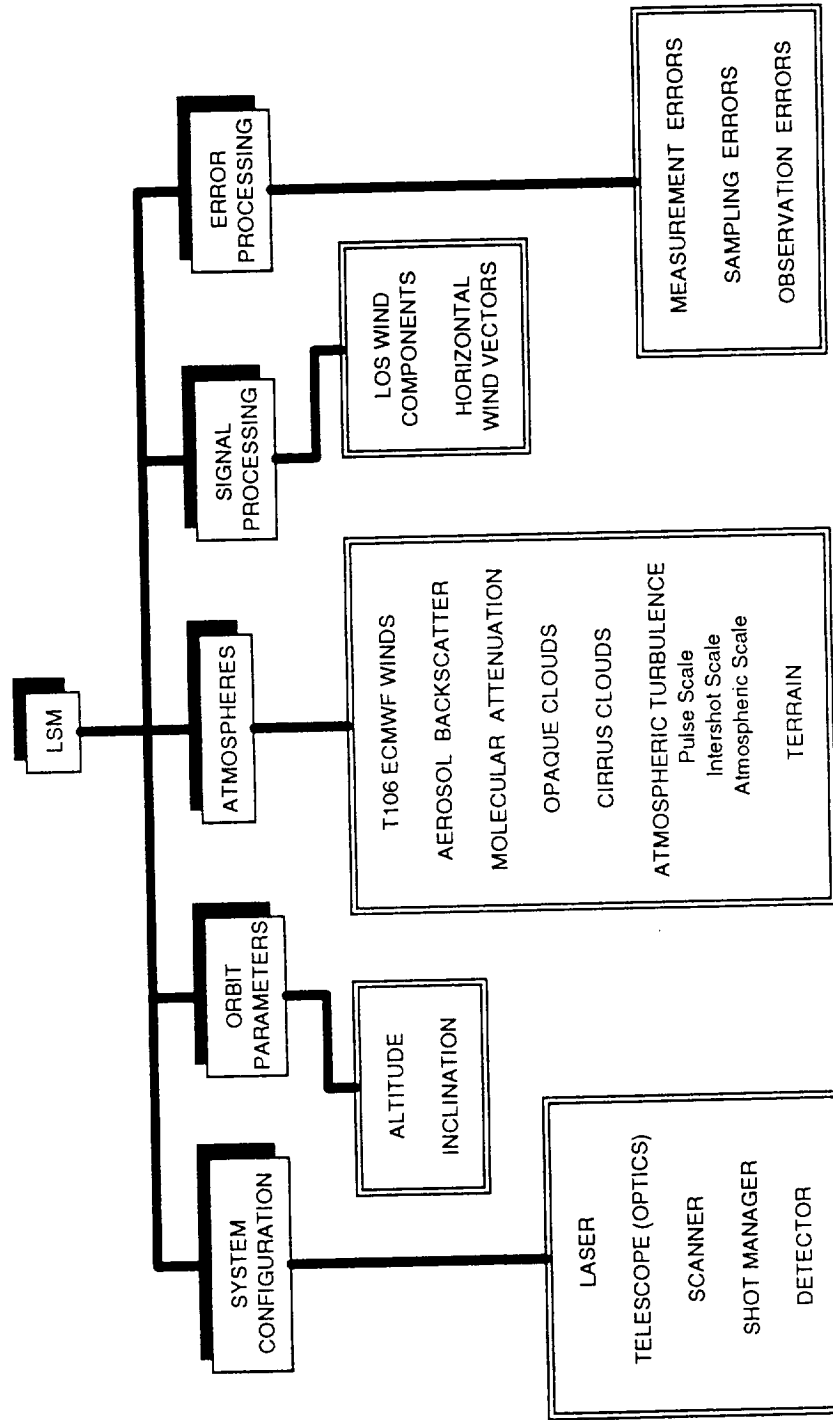 LSM
SYSTEM
CONFIGURATION
ORBIT
PARAMETERS
ATMOSPHERES
SIGNAL
PROCESSING
ERROR
PROCESSING
LASER
TELESCOPE (OPTICS)
SCANNER
SHOT MANAGER
DETECTOR
ALTITUDE
INCLINATION
T106 ECMWF WINDS
AEROSOL BACKSCATTER
MOLECULAR ATTENUATION
OPAQUE CLOUDS
CIRRUS CLOUDS
ATMOSPHERIC TURBULENCE
Pulse Scale
Intershot Scale
Atmospheric Scale
TERRAIN
LOS WIND
COMPONENTS
HORIZONTAL
WIND VECTORS
MEASUREMENT ERRORS
SAMPLING ERRORS
OBSERVATION ERRORS